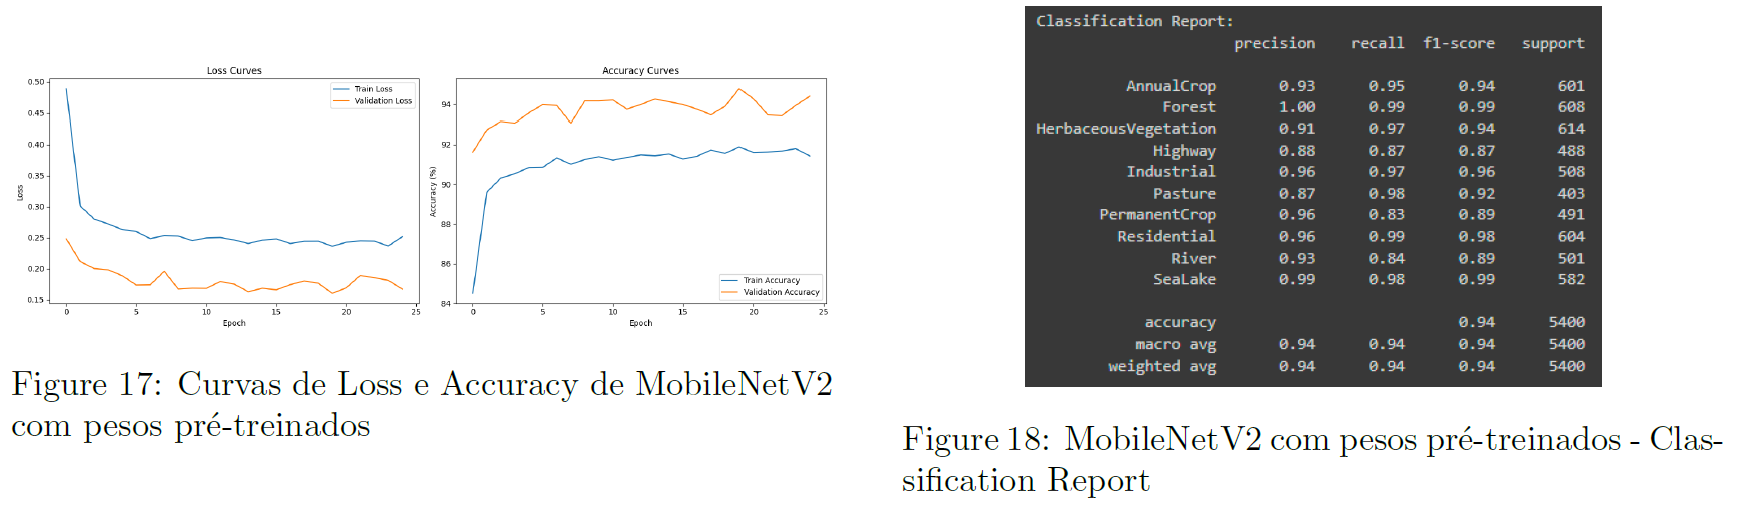 Loss Curves
0.50
0.45
0.40
0.35
0.30
0.25
0.20
0.15
Loss
Train Loss
Validation Loss
0 5 10 15 20 25
Epoch
Accuracy Curves
94
92
90
88
86
84
Accuracy (%)
Train Accuracy
Validation Accuracy
0 5 10 15 20 25
Epoch
Figure 17: Curvas de Loss e Accuracy de MobileNetV2
com pesos pré-treinados
Classification Report:
precision recall f1-score support
AnnualCrop 0.93 0.95 0.94 601
Forest 1.00 0.99 0.99 608
HerbaceousVegetation 0.91 0.97 0.94 614
Highway 0.88 0.87 0.87 488
Industrial 0.96 0.97 0.96 508
Pasture 0.87 0.98 0.92 403
PermanentCrop 0.96 0.83 0.89 491
Residential 0.96 0.99 0.98 604
River 0.93 0.84 0.89 501
SeaLake 0.99 0.98 0.99 582
accuracy 0.94 5400
macro avg 0.94 0.94 0.94 5400
weighted avg 0.94 0.94 0.94 5400
Figure 18: MobileNetV2 com pesos pré-treinados - Clas-
sification Report